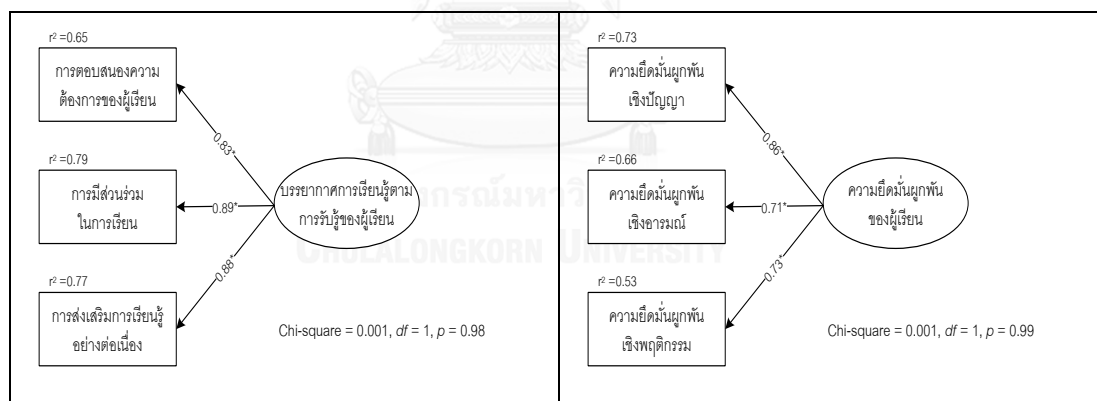 r² =0.65
การตอบสนองความ
ต้องการของผู้เรียน
0.83*
r² =0.79
การมีส่วนร่วม
ในการเรียน
0.89*
บรรยากาศการเรียนรู้ตาม
การรับรู้ของผู้เรียน
r² =0.77
การส่งเสริมการเรียนรู้
อย่างต่อเนื่อง
0.88*
Chi-square = 0.001, df = 1, p = 0.98
r² =0.73
ความยึดมั่นผูกพัน
เชิงปัญญา
0.86*
r² =0.66
ความยึดมั่นผูกพัน
เชิงอารมณ์
0.71*
ความยึดมั่นผูกพัน
ของผู้เรียน
r² =0.53
ความยึดมั่นผูกพัน
เชิงพฤติกรรม
0.73*
Chi-square = 0.001, df = 1, p = 0.99
CHULALONGKORN UNIVERSITY